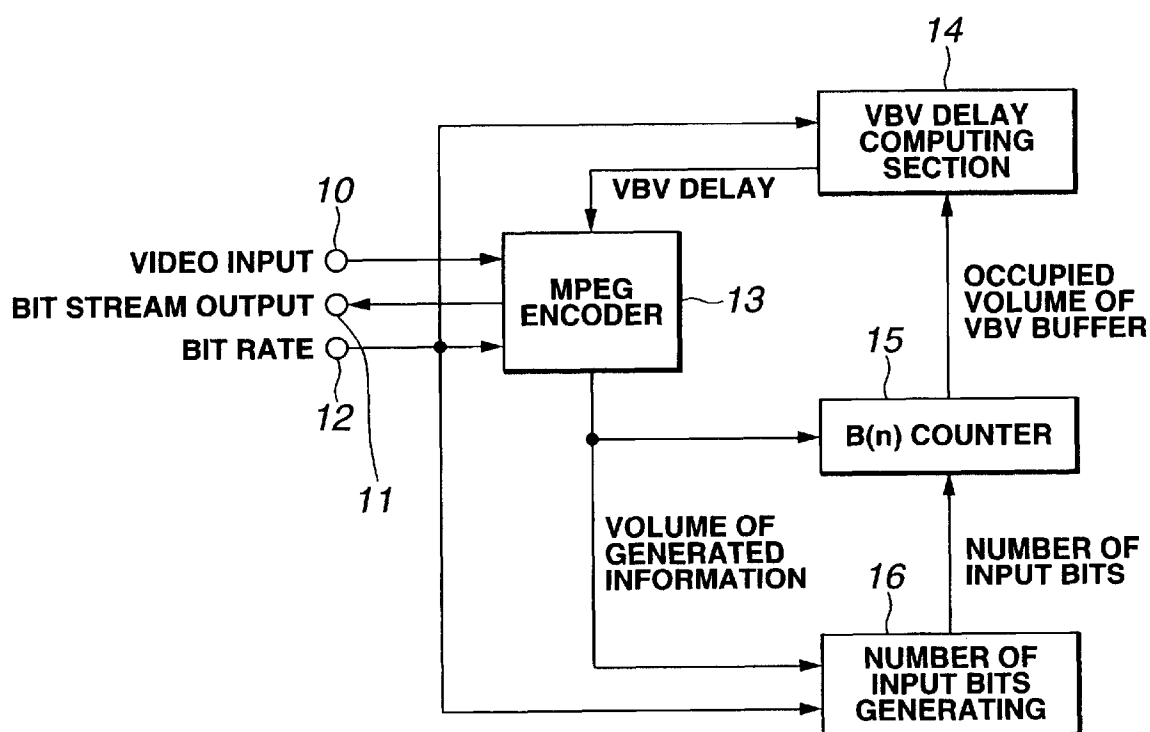 14
VBV DELAY
COMPUTING
SECTION
VBV DELAY
10
VIDEO INPUT
BIT STREAM OUTPUT
BIT RATE
12
11
MPEG
ENCODER
13
OCCUPIED
VOLUME OF
VBV BUFFER
15
B(n) COUNTER
VOLUME OF
GENERATED
INFORMATION
NUMBER OF
INPUT BITS
16
NUMBER OF
INPUT BITS
GENERATING